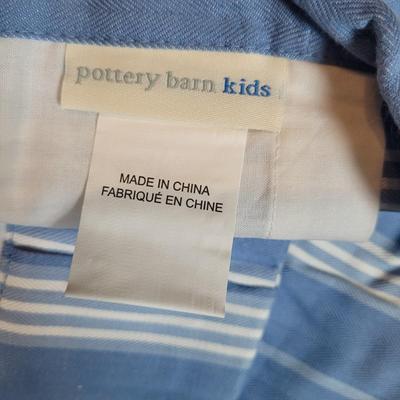 pottery barn kids
MADE IN CHINA
FABRIQUÉ EN CHINE